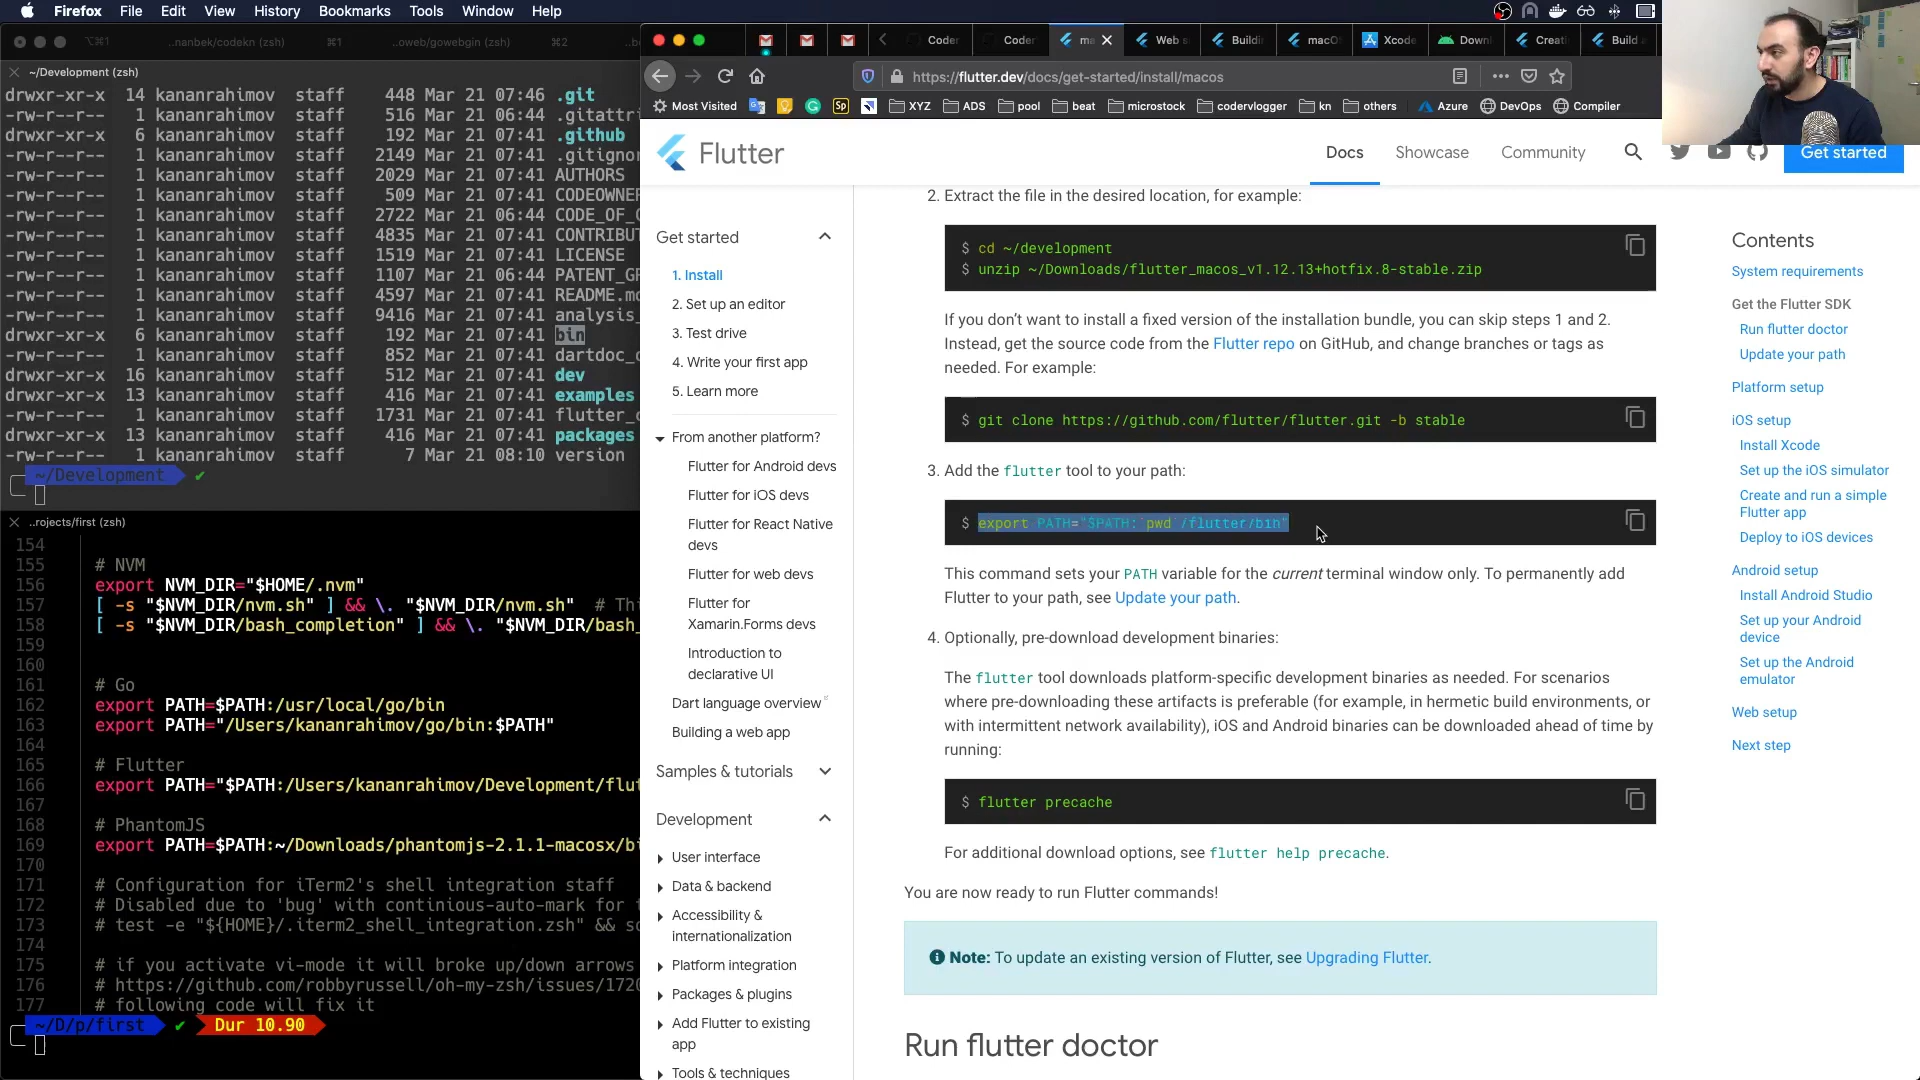 Firefox File Edit View History Bookmarks Tools Window Help
⌥⌘1 ..nanbek/codekn (zsh) ⌘1 ..oweb/gowebgin (zsh) ⌘2
~/Development (zsh)
drwxr-xr-x 14 kananrahimov staff 448 Mar 21 07:46 .git
-rw-r--r-- 1 kananrahimov staff 516 Mar 21 06:44 .gitattri
drwxr-xr-x 6 kananrahimov staff 192 Mar 21 07:41 .github
-rw-r--r-- 1 kananrahimov staff 2149 Mar 21 07:41 .gitignor
-rw-r--r-- 1 kananrahimov staff 2029 Mar 21 07:41 AUTHORS
-rw-r--r-- 1 kananrahimov staff 509 Mar 21 07:41 CODEOWNER
-rw-r--r-- 1 kananrahimov staff 2722 Mar 21 06:44 CODE_OF_C
-rw-r--r-- 1 kananrahimov staff 4835 Mar 21 07:41 CONTRIBUT
-rw-r--r-- 1 kananrahimov staff 1519 Mar 21 07:41 LICENSE
-rw-r--r-- 1 kananrahimov staff 1107 Mar 21 06:44 PATENT_GR
-rw-r--r-- 1 kananrahimov staff 4597 Mar 21 07:41 README.md
-rw-r--r-- 1 kananrahimov staff 9416 Mar 21 07:41 analysis_
drwxr-xr-x 6 kananrahimov staff 192 Mar 21 07:41 bin
-rw-r--r-- 1 kananrahimov staff 852 Mar 21 07:41 dartdoc_o
drwxr-xr-x 16 kananrahimov staff 512 Mar 21 07:41 dev
drwxr-xr-x 13 kananrahimov staff 416 Mar 21 07:41 examples
-rw-r--r-- 1 kananrahimov staff 1731 Mar 21 07:41 flutter_c
drwxr-xr-x 13 kananrahimov staff 416 Mar 21 07:41 packages
-rw-r--r-- 1 kananrahimov staff 7 Mar 21 08:10 version
~/Development ✔
..rojects/first (zsh)
154
155 # NVM
156 export NVM_DIR="$HOME/.nvm"
157 [ -s "$NVM_DIR/nvm.sh" ] && \. "$NVM_DIR/nvm.sh" # Th
158 [ -s "$NVM_DIR/bash_completion" ] && \. "$NVM_DIR/bash_
159
160
161 # Go
162 export PATH=$PATH:/usr/local/go/bin
163 export PATH="/Users/kananrahimov/go/bin:$PATH"
164
165 # Flutter
166 export PATH="$PATH:/Users/kananrahimov/Development/flut
167
168 # PhantomJS
169 export PATH=$PATH:~/Downloads/phantomjs-2.1.1-macosx/bi
170
171 # Configuration for iTerm2's shell integration staff
172 # Disabled due to 'bug' with continious-auto-mark for
173 # test -e "${HOME}/.iterm2_shell_integration.zsh" && so
174
175 # if you activate vi-mode it will broke up/down arrows
176 # https://github.com/robbyrussell/oh-my-zsh/issues/1720
177 # following code will fix it
~/D/p/first ✔ Dur 10.90
Coder Coder ma Web s Buildin macO Xcode Downl Creati Build a
https://flutter.dev/docs/get-started/install/macos
Most Visited Sp XYZ ADS pool beat microstock codervlogger kn others Azure DevOps Compiler
Flutter
Docs Showcase Community Get started
Get started
1. Install
2. Set up an editor
3. Test drive
4. Write your first app
5. Learn more
From another platform?
Flutter for Android devs
Flutter for iOS devs
Flutter for React Native
devs
Flutter for web devs
Flutter for
Xamarin.Forms devs
Introduction to
declarative UI
Dart language overview
Building a web app
Samples & tutorials
Development
User interface
Data & backend
Accessibility &
internationalization
Platform integration
Packages & plugins
Add Flutter to existing
app
Tools & techniques
2. Extract the file in the desired location, for example:
$ cd ~/development
$ unzip ~/Downloads/flutter_macos_v1.12.13+hotfix.8-stable.zip
If you don’t want to install a fixed version of the installation bundle, you can skip steps 1 and 2.
Instead, get the source code from the Flutter repo on GitHub, and change branches or tags as
needed. For example:
$ git clone https://github.com/flutter/flutter.git -b stable
3. Add the flutter tool to your path:
$ export PATH="$PATH:`pwd`/flutter/bin"
This command sets your PATH variable for the current terminal window only. To permanently add
Flutter to your path, see Update your path.
4. Optionally, pre-download development binaries:
The flutter tool downloads platform-specific development binaries as needed. For scenarios
where pre-downloading these artifacts is preferable (for example, in hermetic build environments, or
with intermittent network availability), iOS and Android binaries can be downloaded ahead of time by
running:
$ flutter precache
For additional download options, see flutter help precache.
You are now ready to run Flutter commands!
Note: To update an existing version of Flutter, see Upgrading Flutter.
Run flutter doctor
Contents
System requirements
Get the Flutter SDK
Run flutter doctor
Update your path
Platform setup
iOS setup
Install Xcode
Set up the iOS simulator
Create and run a simple
Flutter app
Deploy to iOS devices
Android setup
Install Android Studio
Set up your Android
device
Set up the Android
emulator
Web setup
Next step